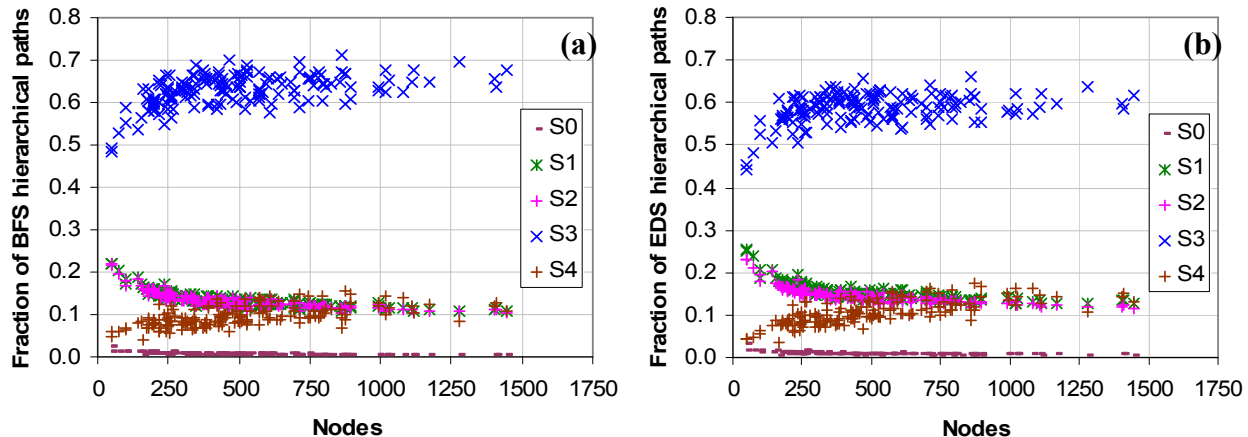 Fraction of BFS hierarchical paths
0.8
0.7
0.6
0.5
0.4
0.3
0.2
0.1
0.0
(a)
S0
S1
S2
S3
S4
0 250 500 750 1000 1250 1500 1750
Nodes
Fraction of EDS hierarchical paths
0.8
0.7
0.6
0.5
0.4
0.3
0.2
0.1
0.0
(b)
S0
S1
S2
S3
S4
0 250 500 750 1000 1250 1500 1750
Nodes